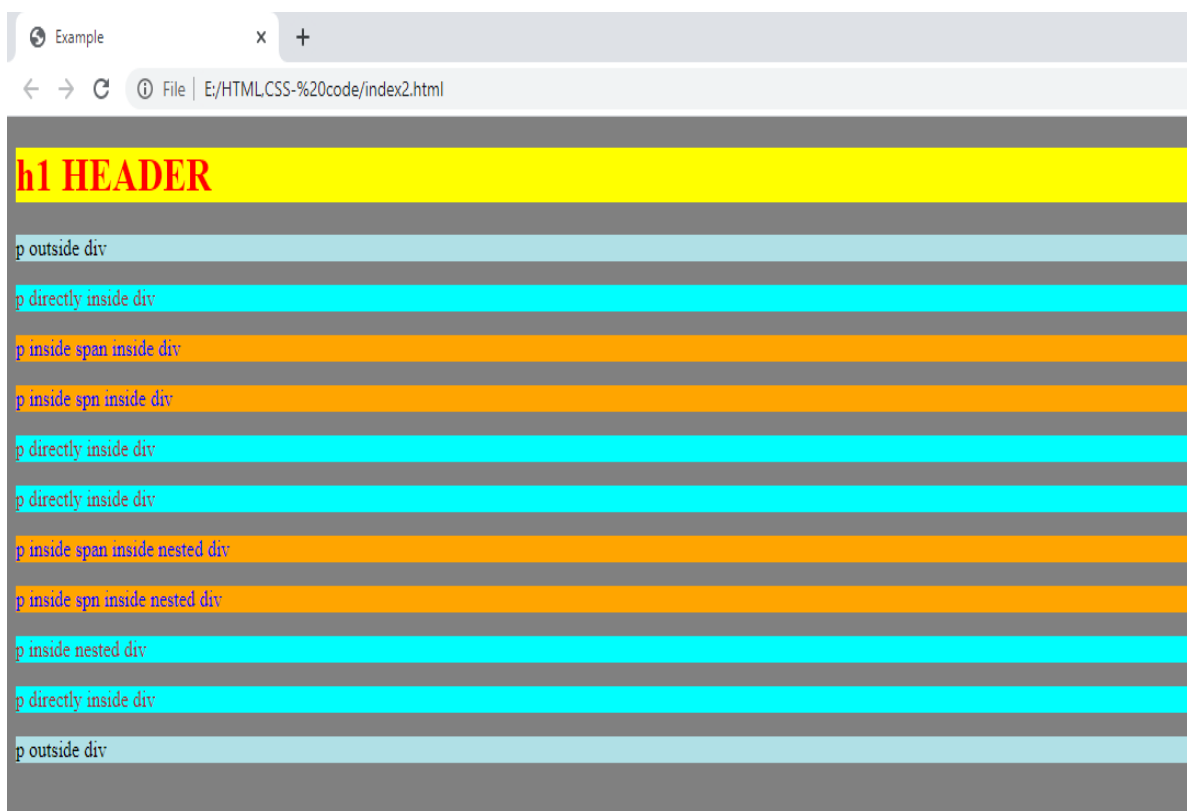 Example
File E:/HTML,CSS-%20code/index2.html
h1 HEADER
p outside div
p directly inside div
p inside span inside div
p inside spn inside div
p directly inside div
p directly inside div
p inside span inside nested div
p inside spn inside nested div
p inside nested div
p directly inside div
p outside div